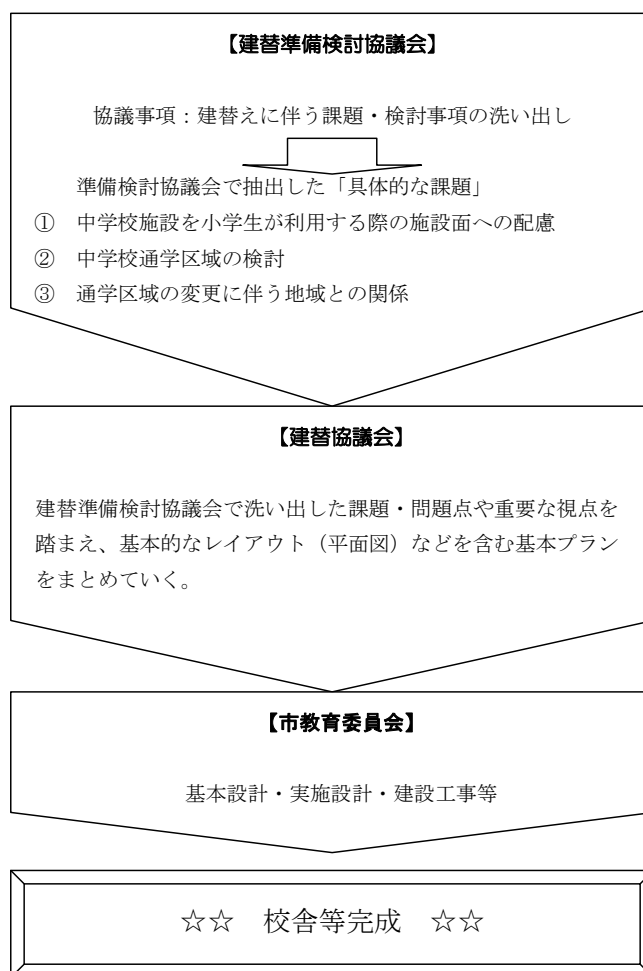 【建替準備検討協議会】
協議事項：建替えに伴う課題・検討事項の洗い出し
準備検討協議会で抽出した「具体的な課題」
① 中学校施設を小学生が利用する際の施設面への配慮
② 中学校通学区域の検討
③ 通学区域の変更に伴う地域との関係
【建替協議会】
建替準備検討協議会で洗い出した課題・問題点や重要な視点を
踏まえ、基本的なレイアウト（平面図）などを含む基本プラン
をまとめていく。
【市教育委員会】
基本設計・実施設計・建設工事等
☆☆　校舎等完成　☆☆